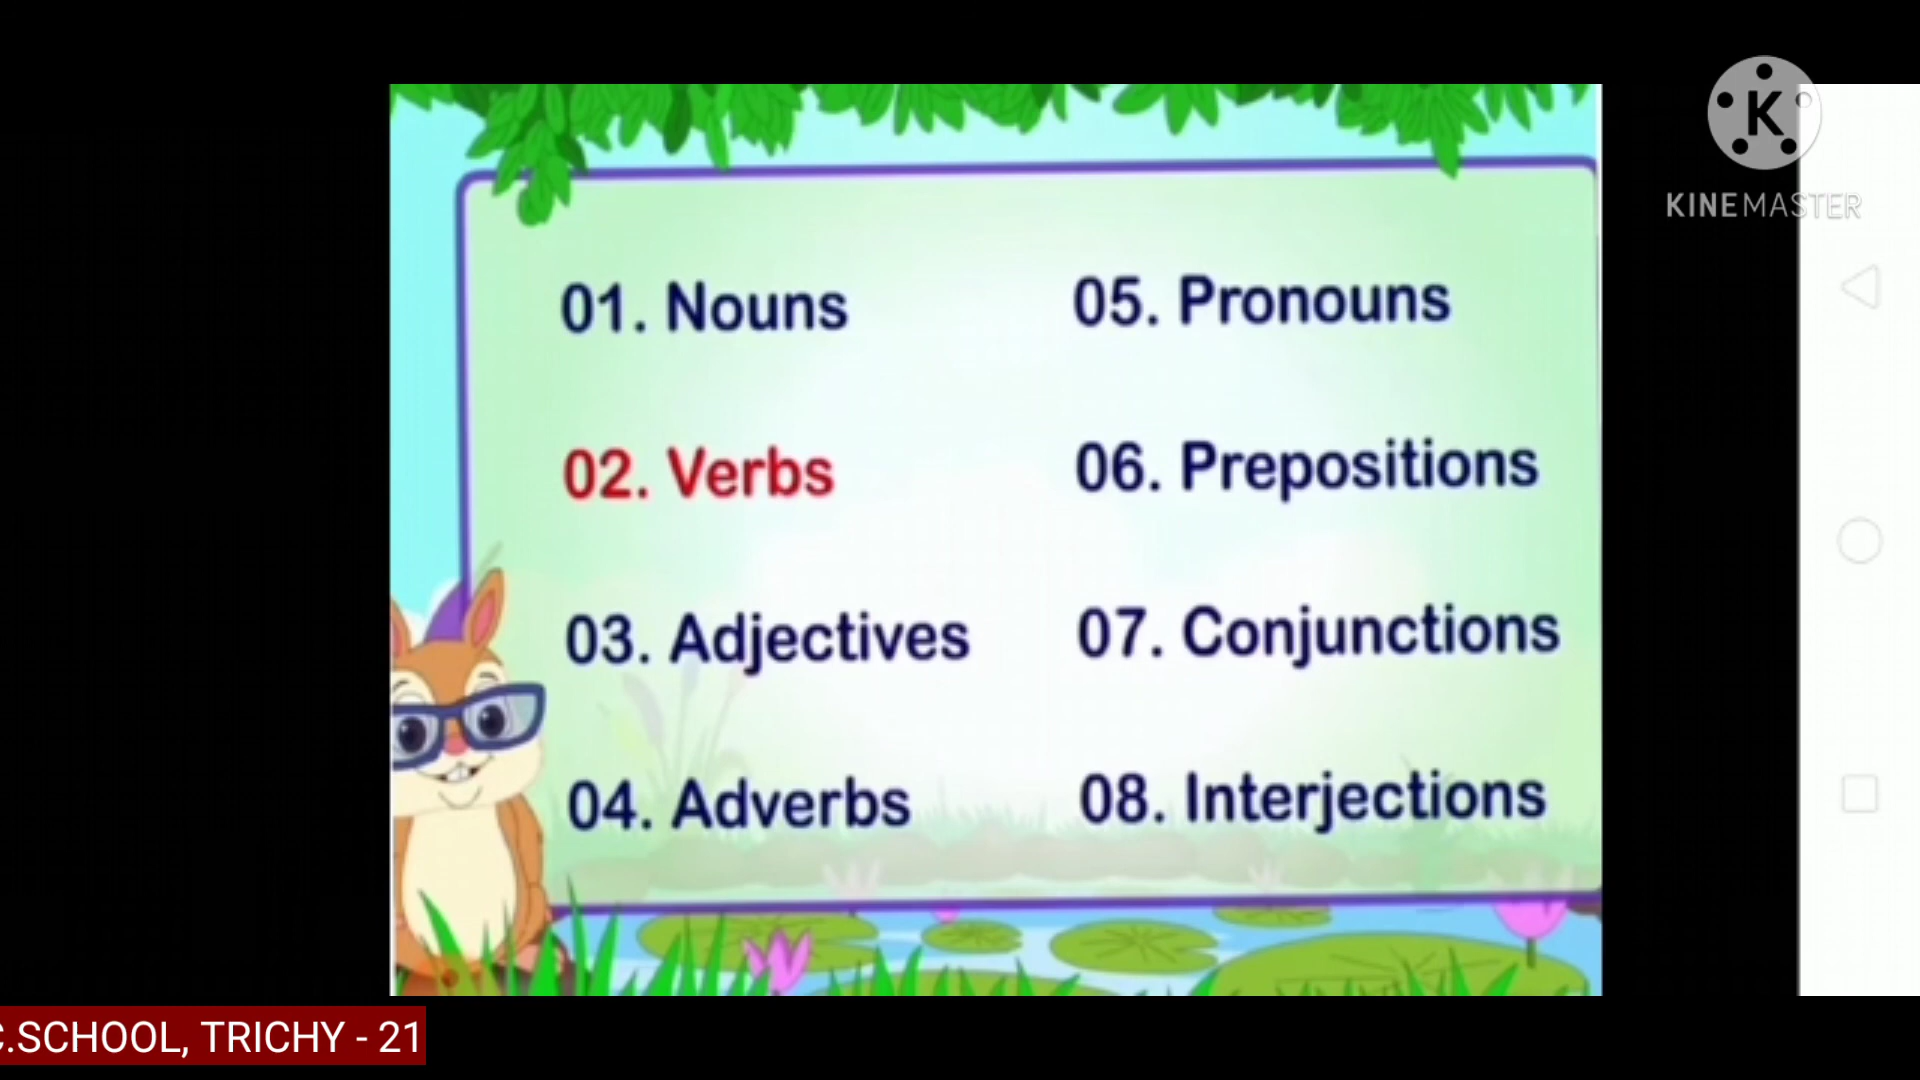 01. Nouns
02. Verbs
03. Adjectives
04. Adverbs
05. Pronouns
06. Prepositions
07. Conjunctions
08. Interjections
K
KINEMASTER
.SCHOOL, TRICHY - 21